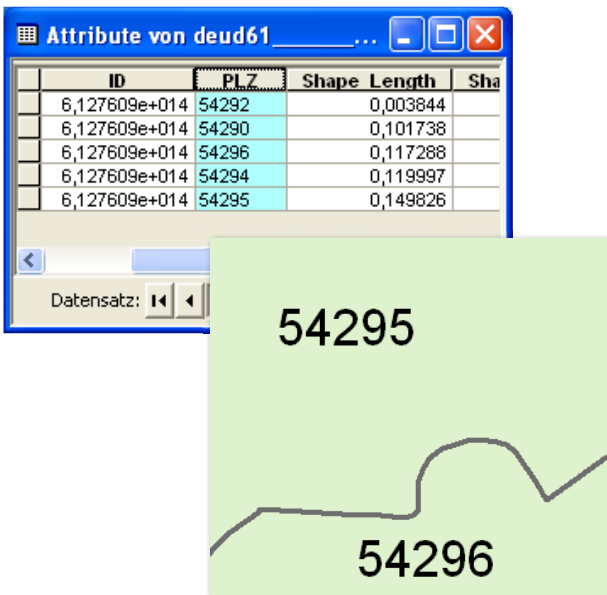 Attribute von deud61________...
ID PLZ Shape_Length Sha
6,127609e+014 54292 0,003844
6,127609e+014 54290 0,101738
6,127609e+014 54296 0,117288
6,127609e+014 54294 0,119997
6,127609e+014 54295 0,149826
Datensatz:
54295
54296